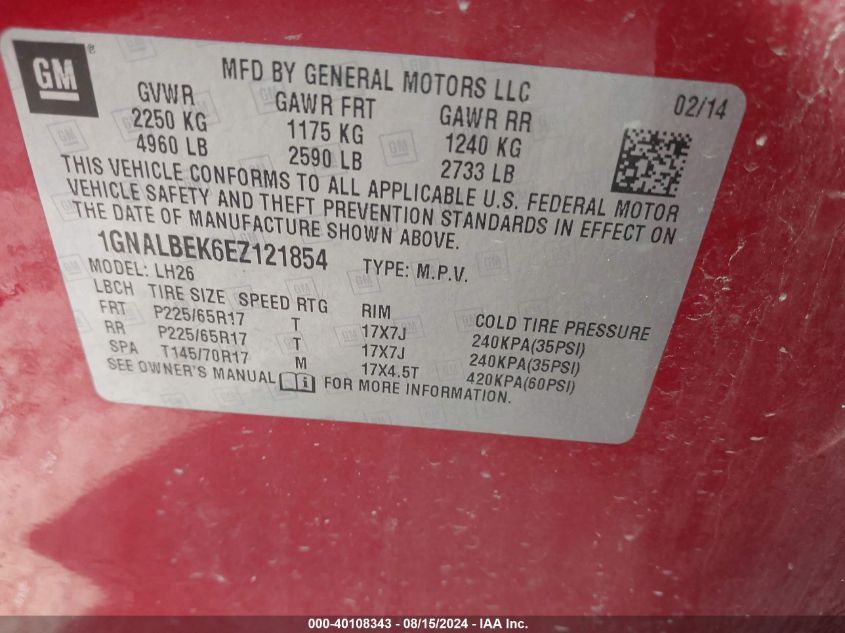 GM ®
MFD BY GENERAL MOTORS LLC
02/14
GVWR GAWR FRT GAWR RR
2250 KG 1175 KG 1240 KG
4960 LB 2590 LB 2733 LB
THIS VEHICLE CONFORMS TO ALL APPLICABLE U.S. FEDERAL MOTOR
VEHICLE SAFETY AND THEFT PREVENTION STANDARDS IN EFFECT ON
THE DATE OF MANUFACTURE SHOWN ABOVE.
1GNALBEK6EZ121854 TYPE: M.P.V.
MODEL: LH26
LBCH TIRE SIZE SPEED RTG RIM COLD TIRE PRESSURE
FRT P225/65R17 T 17X7J 240KPA(35PSI)
RR P225/65R17 T 17X7J 240KPA(35PSI)
SPA T145/70R17 M 17X4.5T 420KPA(60PSI)
SEE OWNER'S MANUAL FOR MORE INFORMATION.
000-40108343 - 08/15/2024 - IAA Inc.